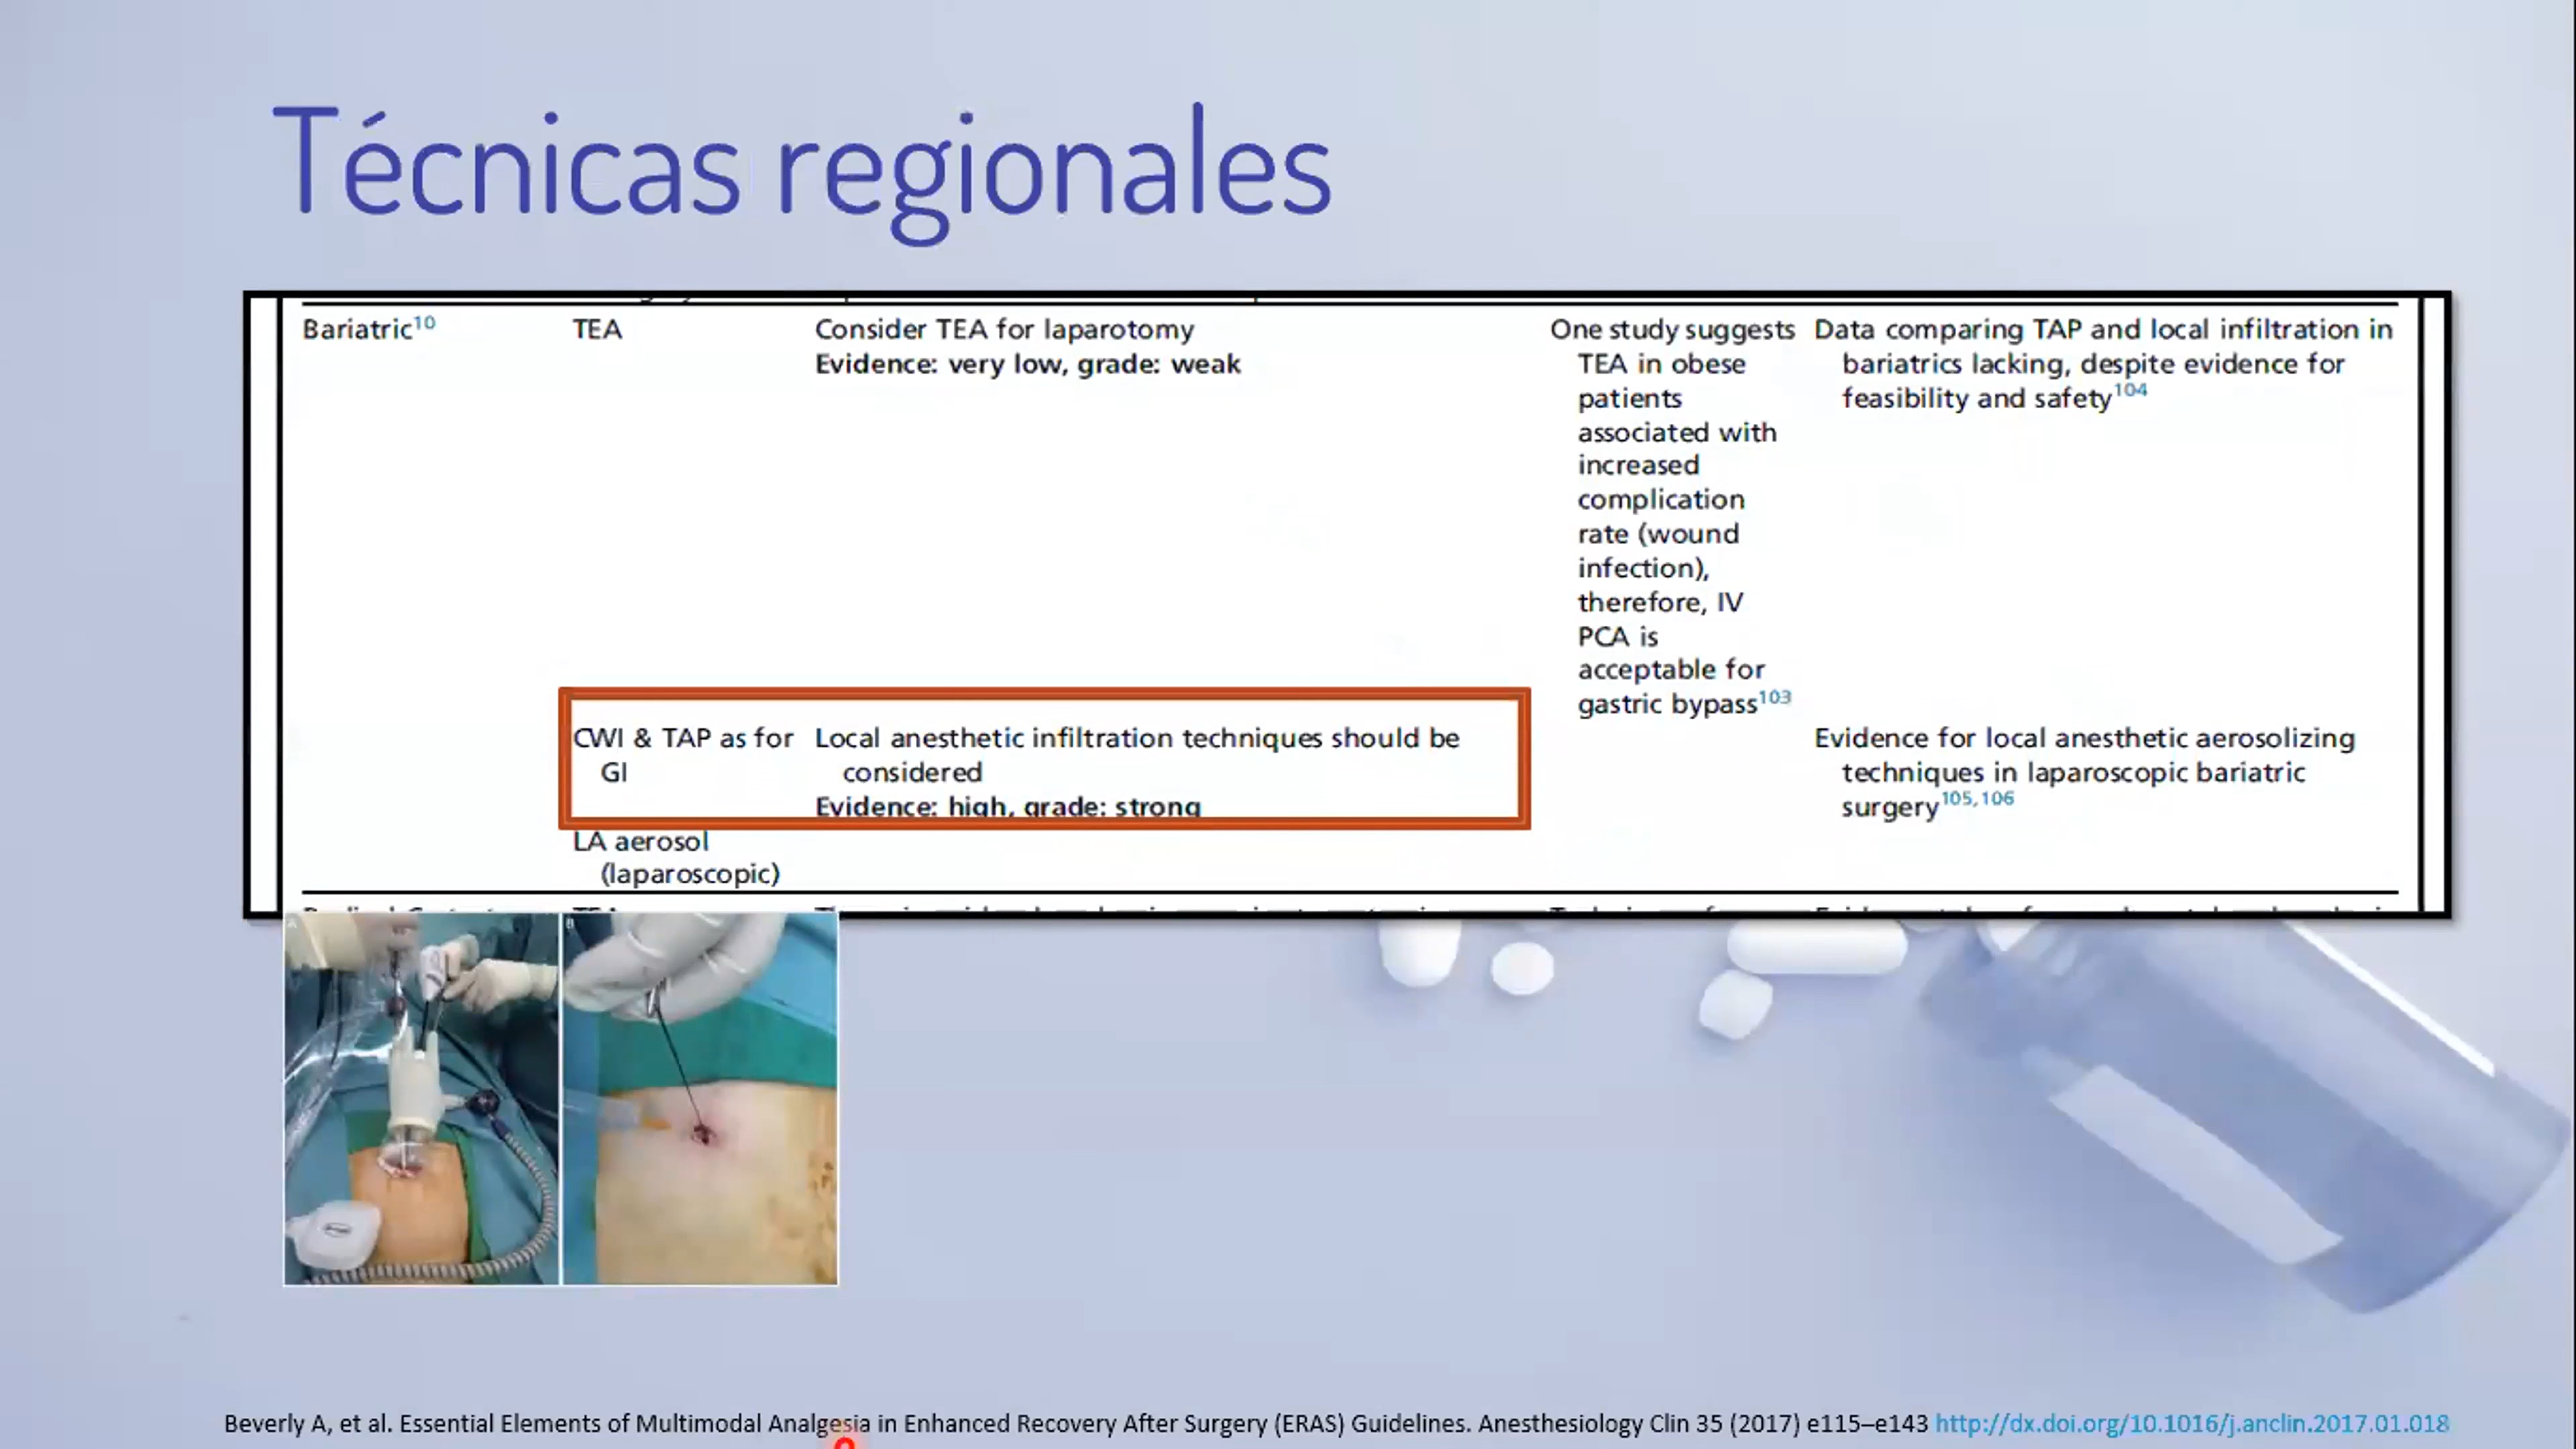 Técnicas regionales
Bariatric10
TEA
Consider TEA for laparotomy
Evidence: very low, grade: weak
One study suggests
TEA in obese
patients
associated with
increased
complication
rate (wound
infection),
therefore, IV
PCA is
acceptable for
gastric bypass103
Data comparing TAP and local infiltration in
bariatrics lacking, despite evidence for
feasibility and safety104
CWI & TAP as for
GI
Local anesthetic infiltration techniques should be
considered
Evidence: high, grade: strong
Evidence for local anesthetic aerosolizing
techniques in laparoscopic bariatric
surgery105,106
LA aerosol
(laparoscopic)
A
B
Beverly A, et al. Essential Elements of Multimodal Analgesia in Enhanced Recovery After Surgery (ERAS) Guidelines. Anesthesiology Clin 35 (2017) e115–e143 http://dx.doi.org/10.1016/j.anclin.2017.01.018